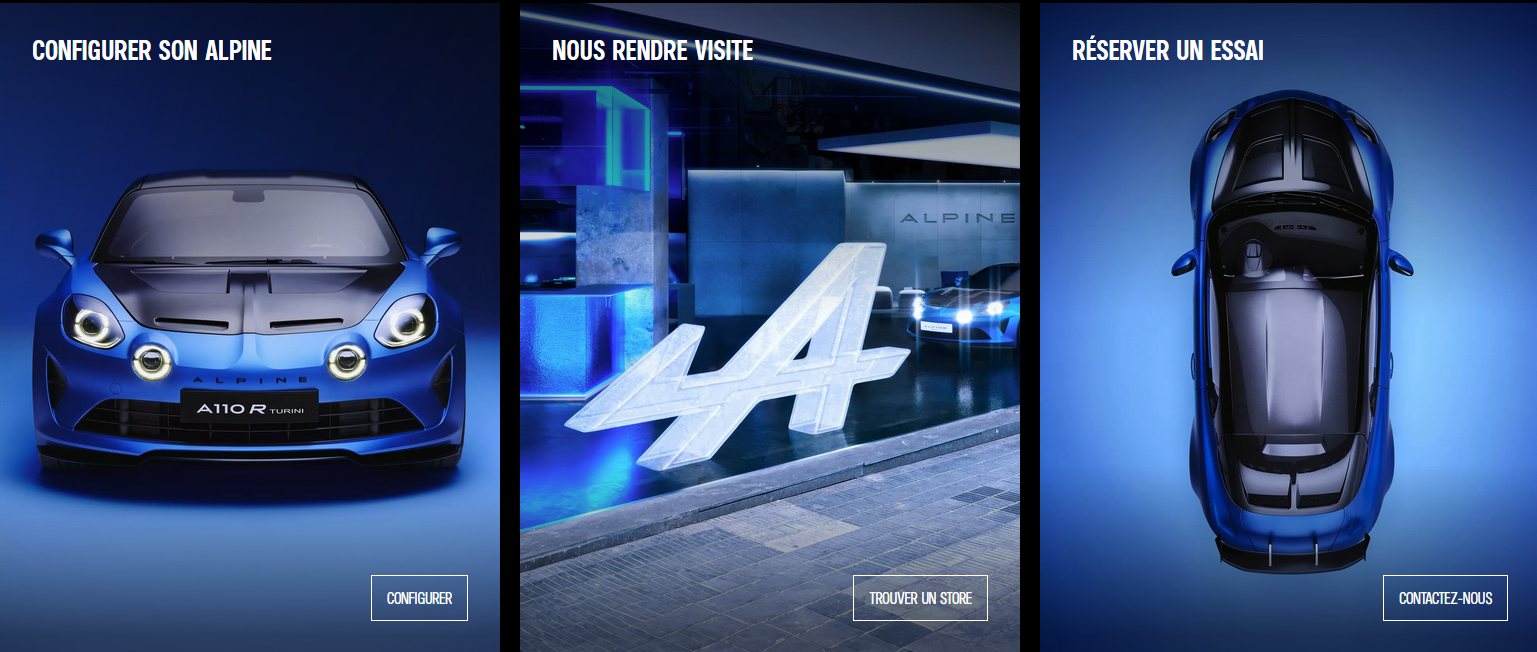 CONFIGURER SON ALPINE
ALPINE
A110 R TURINI
CONFIGURER
NOUS RENDRE VISITE
ALPINE
TROUVER UN STORE
RÉSERVER UN ESSAI
CONTACTEZ-NOUS